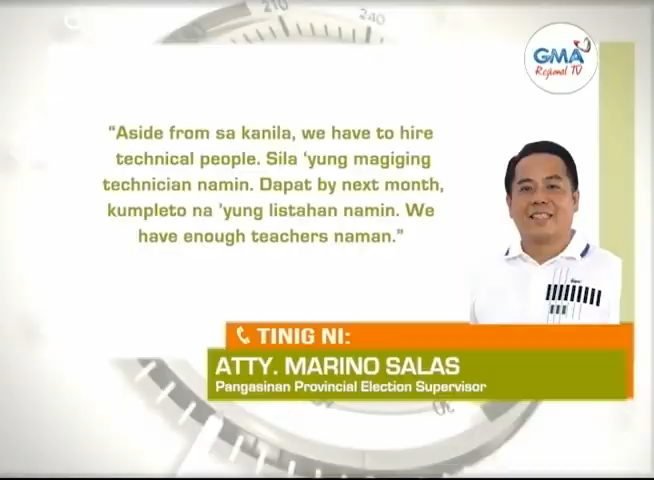 210
240
GMA
Regional TV
“Aside from sa kanila, we have to hire
technical people. Sila ‘yung magiging
technician namin. Dapat by next month,
kumpleto na ’yung listahan namin. We
have enough teachers naman.”
TINIG NI:
ATTY. MARINO SALAS
Pangasinan Provincial Election Supervisor